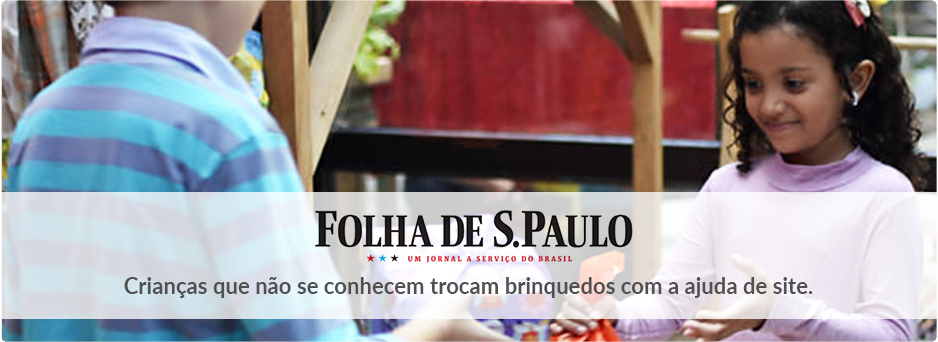 FOLHA DE S.PAULO
★★★ UM JORNAL A SERVIÇO DO BRASIL
Crianças que não se conhecem trocam brinquedos com a ajuda de site.